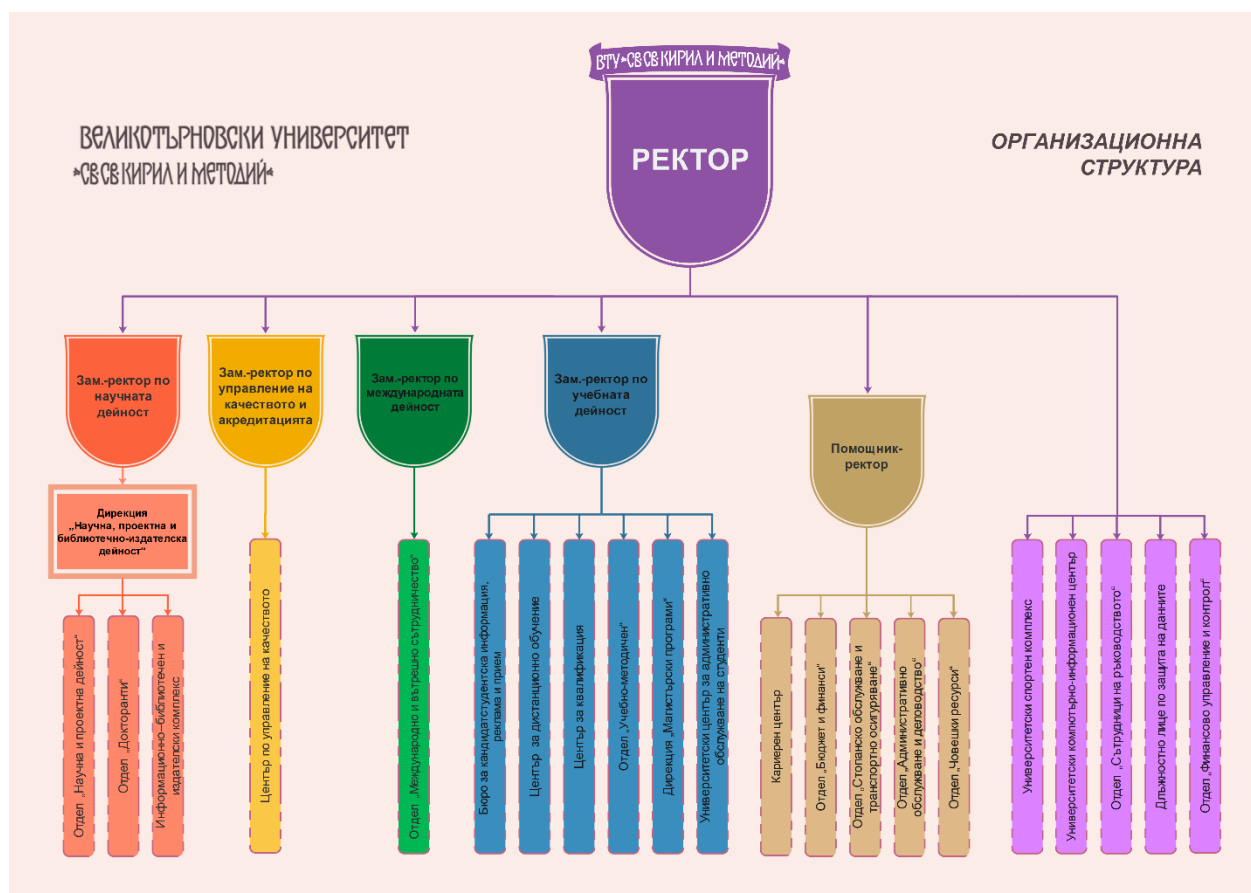 ВТУ "СВ СВ КИРИЛ И МЕТОДИЙ"
ВЕЛИКОТЪРНОВСКИ УНИВЕРСИТЕТ
"СВ СВ КИРИЛ И МЕТОДИЙ"
РЕКТОР
ОРГАНИЗАЦИОННА
СТРУКТУРА
Зам.-ректор по
научната
дейност
Зам.-ректор по
управление на
качеството и
акредитацията
Зам.-ректор по
международната
дейност
Зам.-ректор по
учебната
дейност
Помощник-
ректор
Дирекция
„Научна, проектна и
библиотечно-издателска
дейност“
Отдел „Научна и проектна дейност“
Отдел „Докторанти“
Информационно–библиотечен и
издателски комплекс
Център по управление на качеството
Отдел „Международно и вътрешно сътрудничество“
Бюро за кандидатстудентска информация,
реклама и прием
Център за дистанционно обучение
Център за квалификация
Отдел „Учебно-методичен“
Дирекция „Магистърски програми“
Университетски център за административно
обслужване на студенти
Кариерен център
Отдел „Бюджет и финанси“
Отдел „Стопанско обслужване и
транспортно осигуряване“
Отдел „Административно
обслужване и деловодство“
Отдел „Човешки ресурси“
Университетски спортен комплекс
Университетски компютърно-информационен център
Отдел „Сътрудници на ръководството“
Длъжностно лице по защита на данните
Отдел „Финансово управление и контрол“